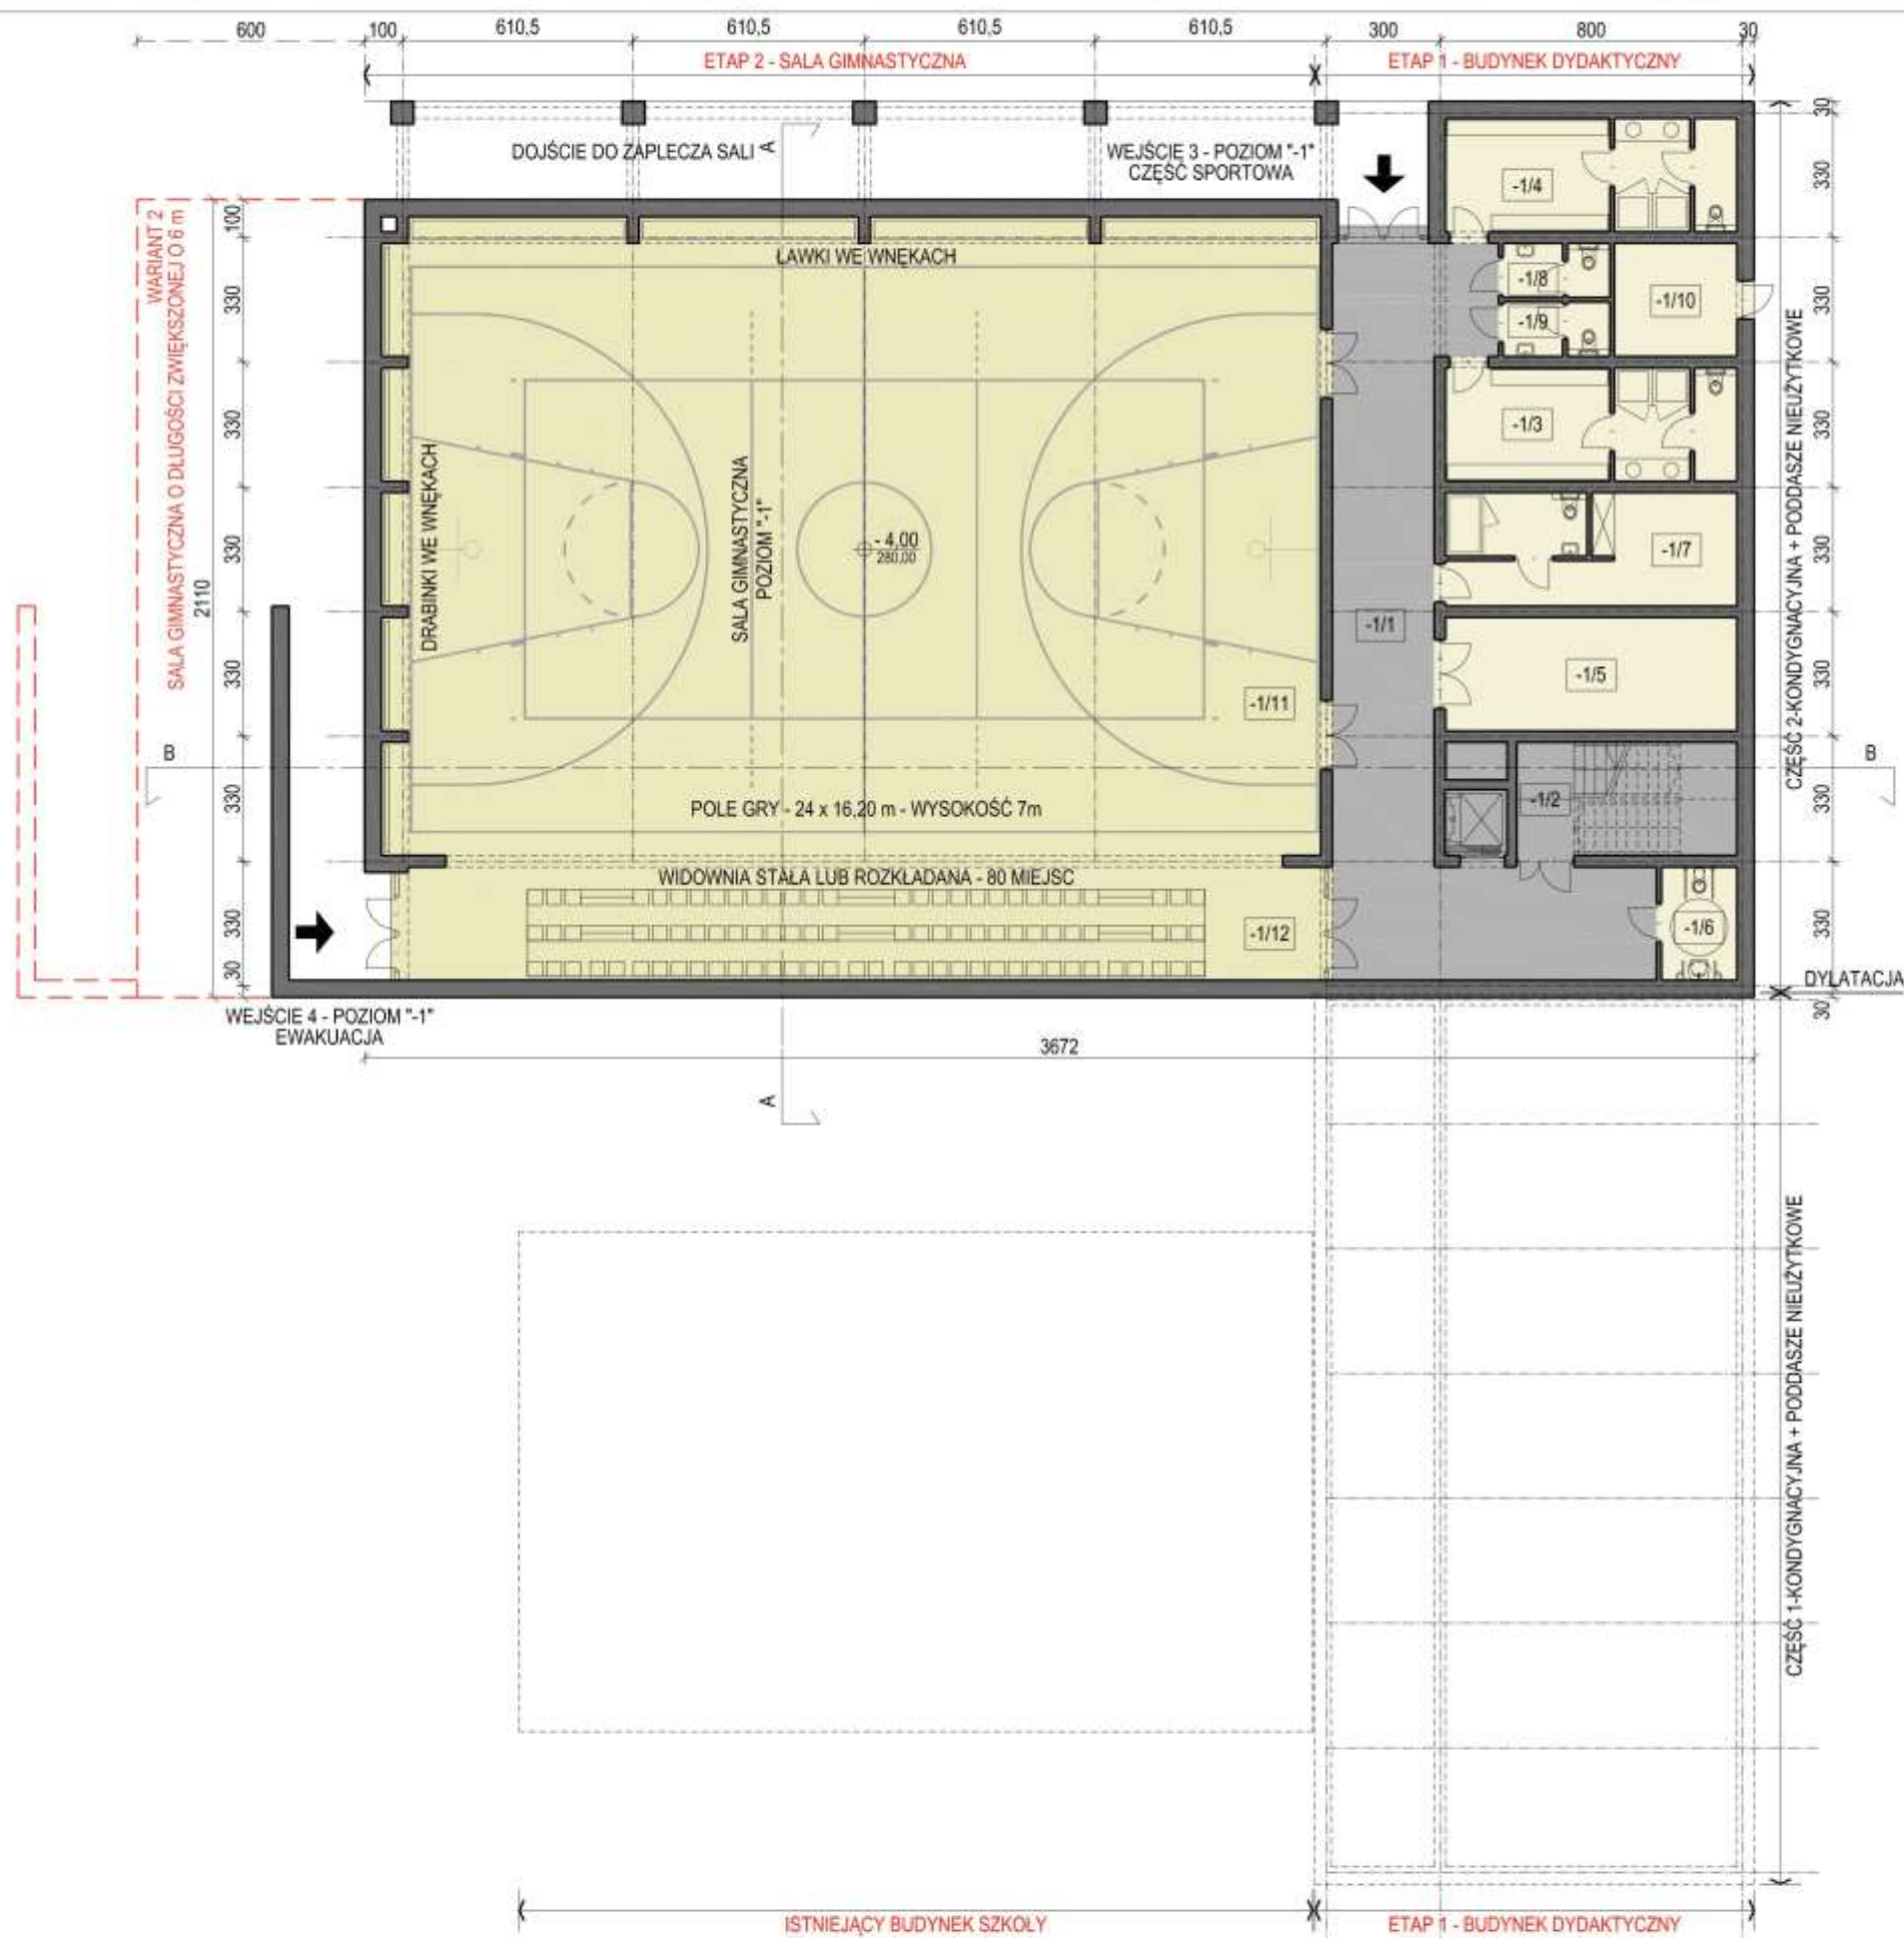 600
100
610,5
610,5
610,5
610,5
300
800
30
ETAP 2 - SALA GIMNASTYCZNA
ETAP 1 - BUDYNEK DYDAKTYCZNY
A
DOJŚCIE DO ZAPLECZA SALI
WEJŚCIE 3 - POZIOM "-1"
CZĘŚĆ SPORTOWA
WARIANT 2
SALA GIMNASTYCZNA O DŁUGOŚCI ZWIĘKSZONEJ O 6 m
2110
100
330
330
330
330
330
330
30
ŁAWKI WE WNĘKACH
DRABINKI WE WNĘKACH
SALA GIMNASTYCZNA
POZIOM "-1"
- 4,00
280,00
-1/11
POLE GRY - 24 x 16,20 m - WYSOKOŚĆ 7m
WIDOWNIA STAŁA LUB ROZKŁADANA - 80 MIEJSC
-1/12
-1/4
-1/8
-1/10
-1/9
-1/3
-1/7
-1/1
-1/5
-1/2
-1/6
30
330
330
330
330
330
330
330
30
CZĘŚĆ 2-KONDYGNACYJNA + PODDASZE NIEUŻYTKOWE
B
B
DYLATACJA
WEJŚCIE 4 - POZIOM "-1"
EWAKUACJA
3672
A
CZĘŚĆ 1-KONDYGNACYJNA + PODDASZE NIEUŻYTKOWE
ISTNIEJĄCY BUDYNEK SZKOŁY
ETAP 1 - BUDYNEK DYDAKTYCZNY